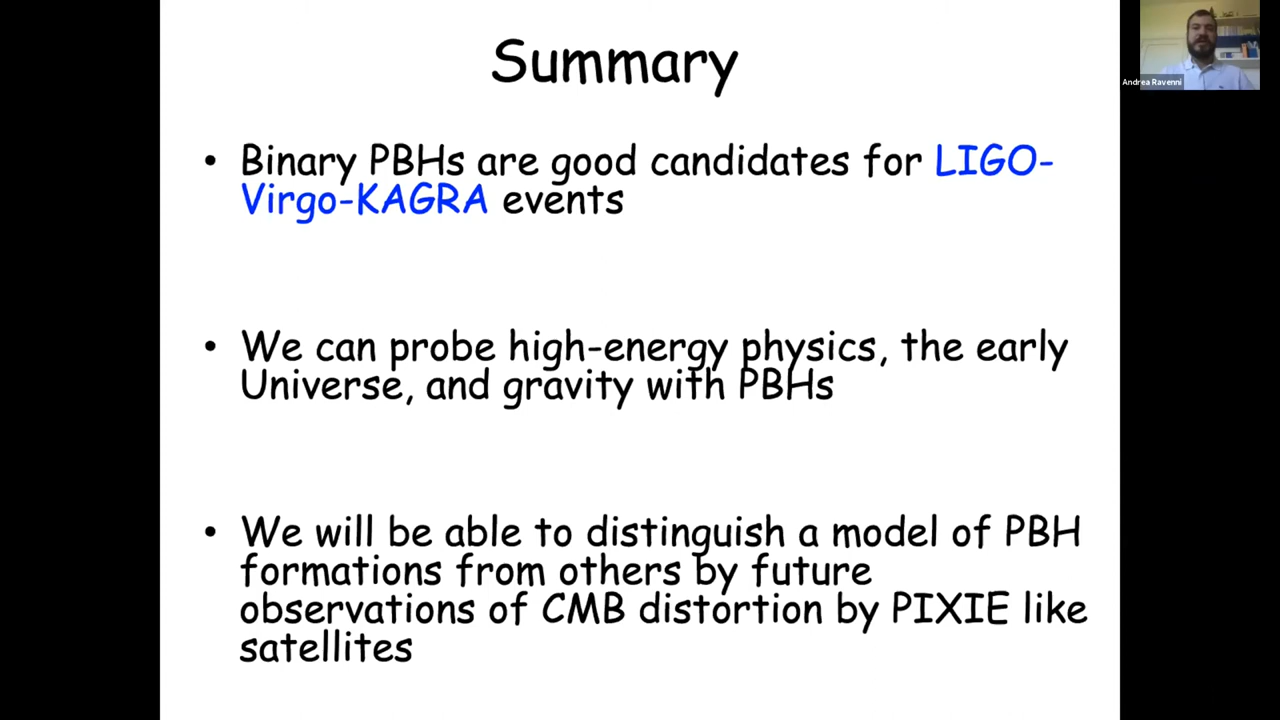 Summary
Andrea Ravenni
• Binary PBHs are good candidates for LIGO-
Virgo-KAGRA events
• We can probe high-energy physics, the early
Universe, and gravity with PBHs
• We will be able to distinguish a model of PBH
formations from others by future
observations of CMB distortion by PIXIE like
satellites